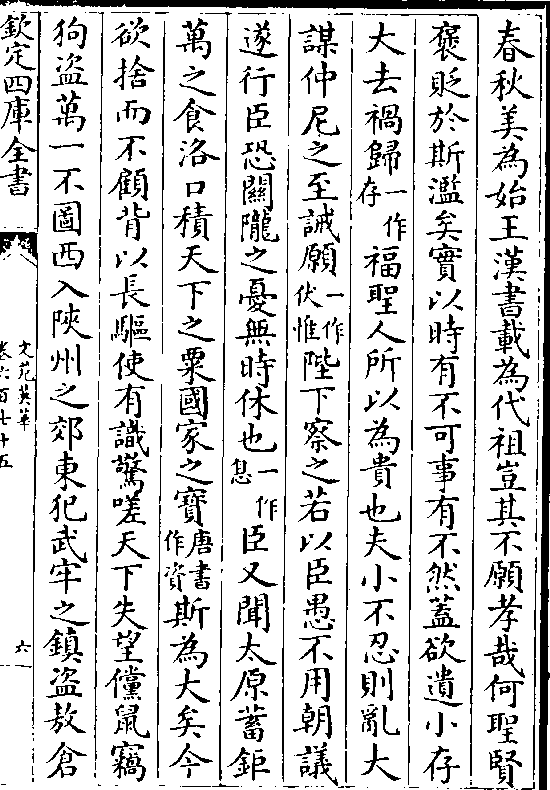 春秋美為始王漢書載為代祖豈其不願孝哉何聖賢
褒貶於斯濫矣實以時有不可事有不然蓋欲遺小存
大去禍歸一作存福聖人所以為貴也夫小不忍則亂大
謀仲尼之至誠願一作伏惟陛下察之若以臣愚不用朝議
遂行臣恐關隴之憂無時休也一作息臣又聞太原蓄鉅
萬之食洛口積天下之粟國家之寶唐書作資斯為大矣今
欲捨而不顧背以長驅使有識驚嗟天下失望儻鼠竊
狗盜萬一不圖西入陝州之郊東犯武牢之鎮盜敖倉
欽定四庫全書
文苑英華
卷六百七十五
六